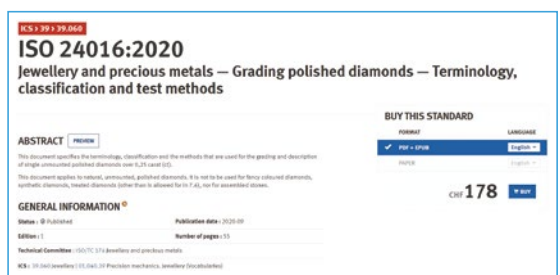 ICS > 39 > 39.060
ISO 24016:2020
Jewellery and precious metals — Grading polished diamonds — Terminology,
classification and test methods
BUY THIS STANDARD
FORMAT LANGUAGE
✓ PDF + EPUB English
PAPER English
CHF 178 BUY
ABSTRACT PREVIEW
This document specifies the terminology, classification and the methods that are used for the grading and description
of single unmounted polished diamonds over 0,25 carat (ct).
This document applies to natural, unmounted, polished diamonds. It is not to be used for fancy coloured diamonds,
synthetic diamonds, treated diamonds (other than is allowed for in 7.4), nor for assembled stones.
GENERAL INFORMATION
Status : Published Publication date : 2020-09
Edition : 1 Number of pages : 55
Technical Committee : ISO/TC 174 Jewellery and precious metals
ICS : 39.060 Jewellery | 01.040.39 Precision mechanics. Jewellery (Vocabularies)